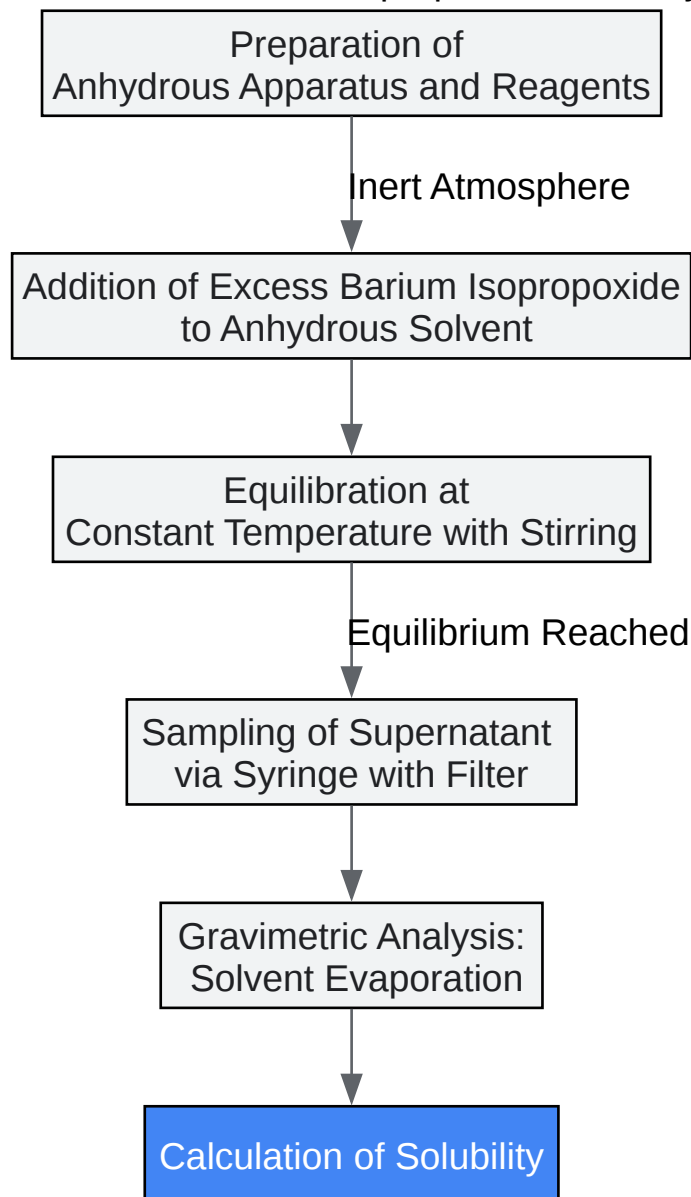 Preparation of
Anhydrous Apparatus and Reagents
Inert Atmosphere
Addition of Excess Barium Isopropoxide
to Anhydrous Solvent
Equilibration at
Constant Temperature with Stirring
Equilibrium Reached
Sampling of Supernatant
via Syringe with Filter
Gravimetric Analysis:
Solvent Evaporation
Calculation of Solubility